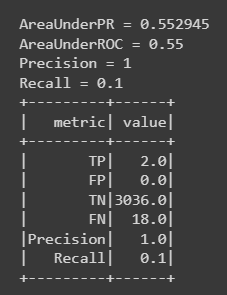 AreaUnderPR = 0.552945
AreaUnderROC = 0.55
Precision = 1
Recall = 0.1
+---------+------+
|   metric| value|
+---------+------+
|       TP|   2.0|
|       FP|   0.0|
|       TN|3036.0|
|       FN|  18.0|
|Precision|   1.0|
|   Recall|   0.1|
+---------+------+